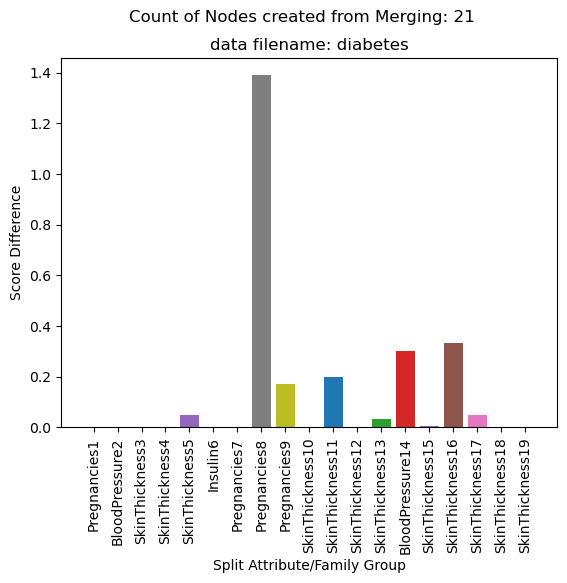 Count of Nodes created from Merging: 21
data filename: diabetes
1.4
1.2
1.0
0.8
0.6
0.4
0.2
0.0
Score Difference
Pregnancies1
BloodPressure2
SkinThickness3
SkinThickness4
SkinThickness5
Insulin6
Pregnancies7
Pregnancies8
Pregnancies9
SkinThickness10
SkinThickness11
SkinThickness12
SkinThickness13
BloodPressure14
SkinThickness15
SkinThickness16
SkinThickness17
SkinThickness18
SkinThickness19
Split Attribute/Family Group